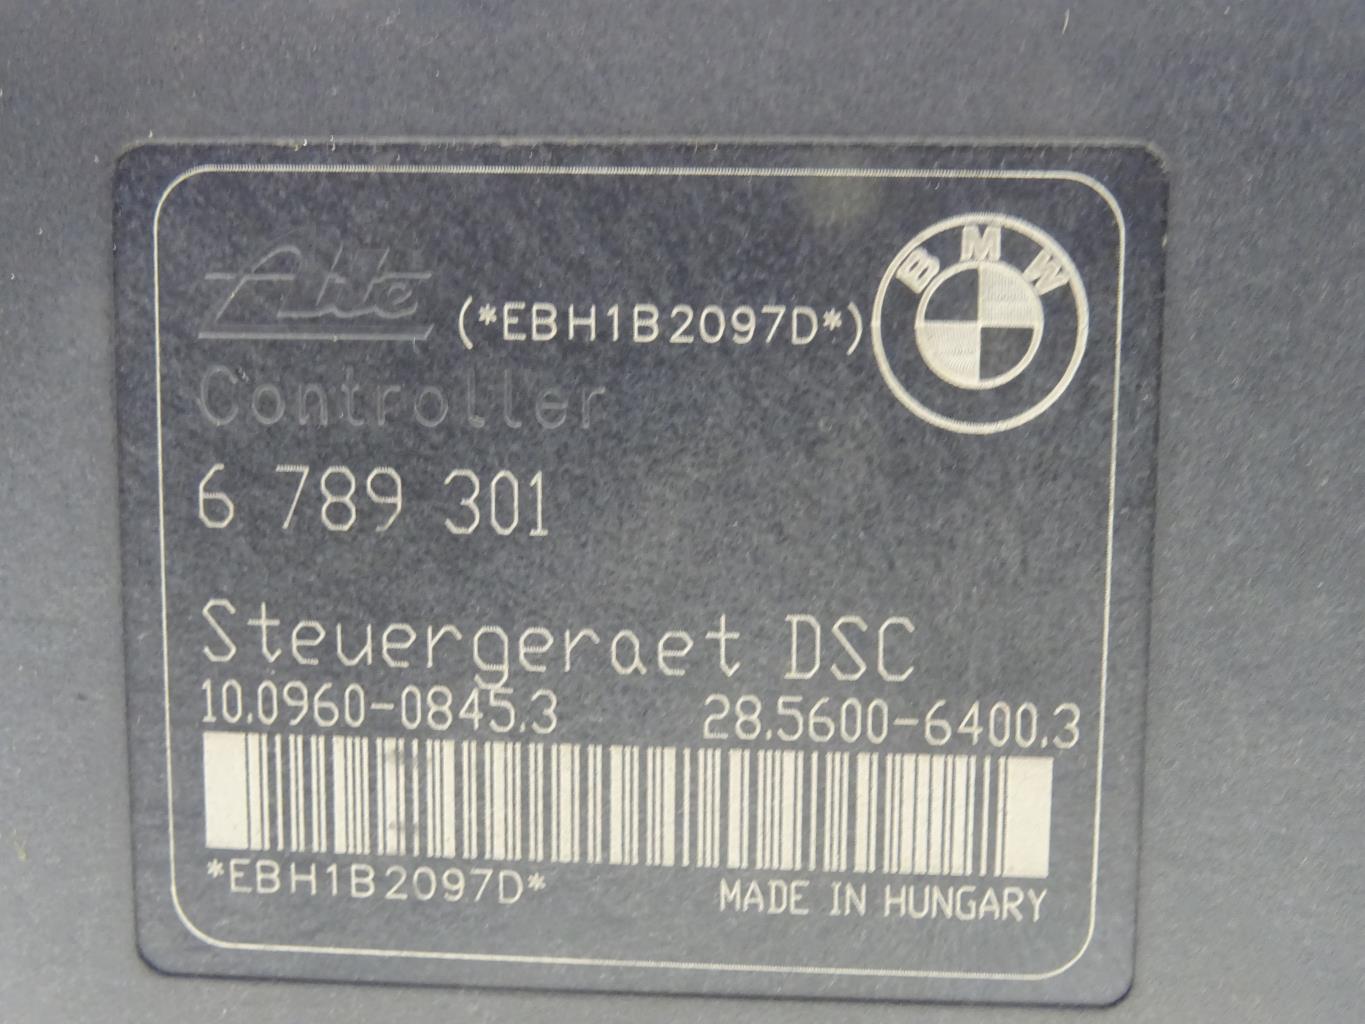 Ate (*EBH1B2097D*) BMW
Controller
6 789 301
Steuergeraet DSC
10.0960-0845.3 28.5600-6400.3
*EBH1B2097D* MADE IN HUNGARY